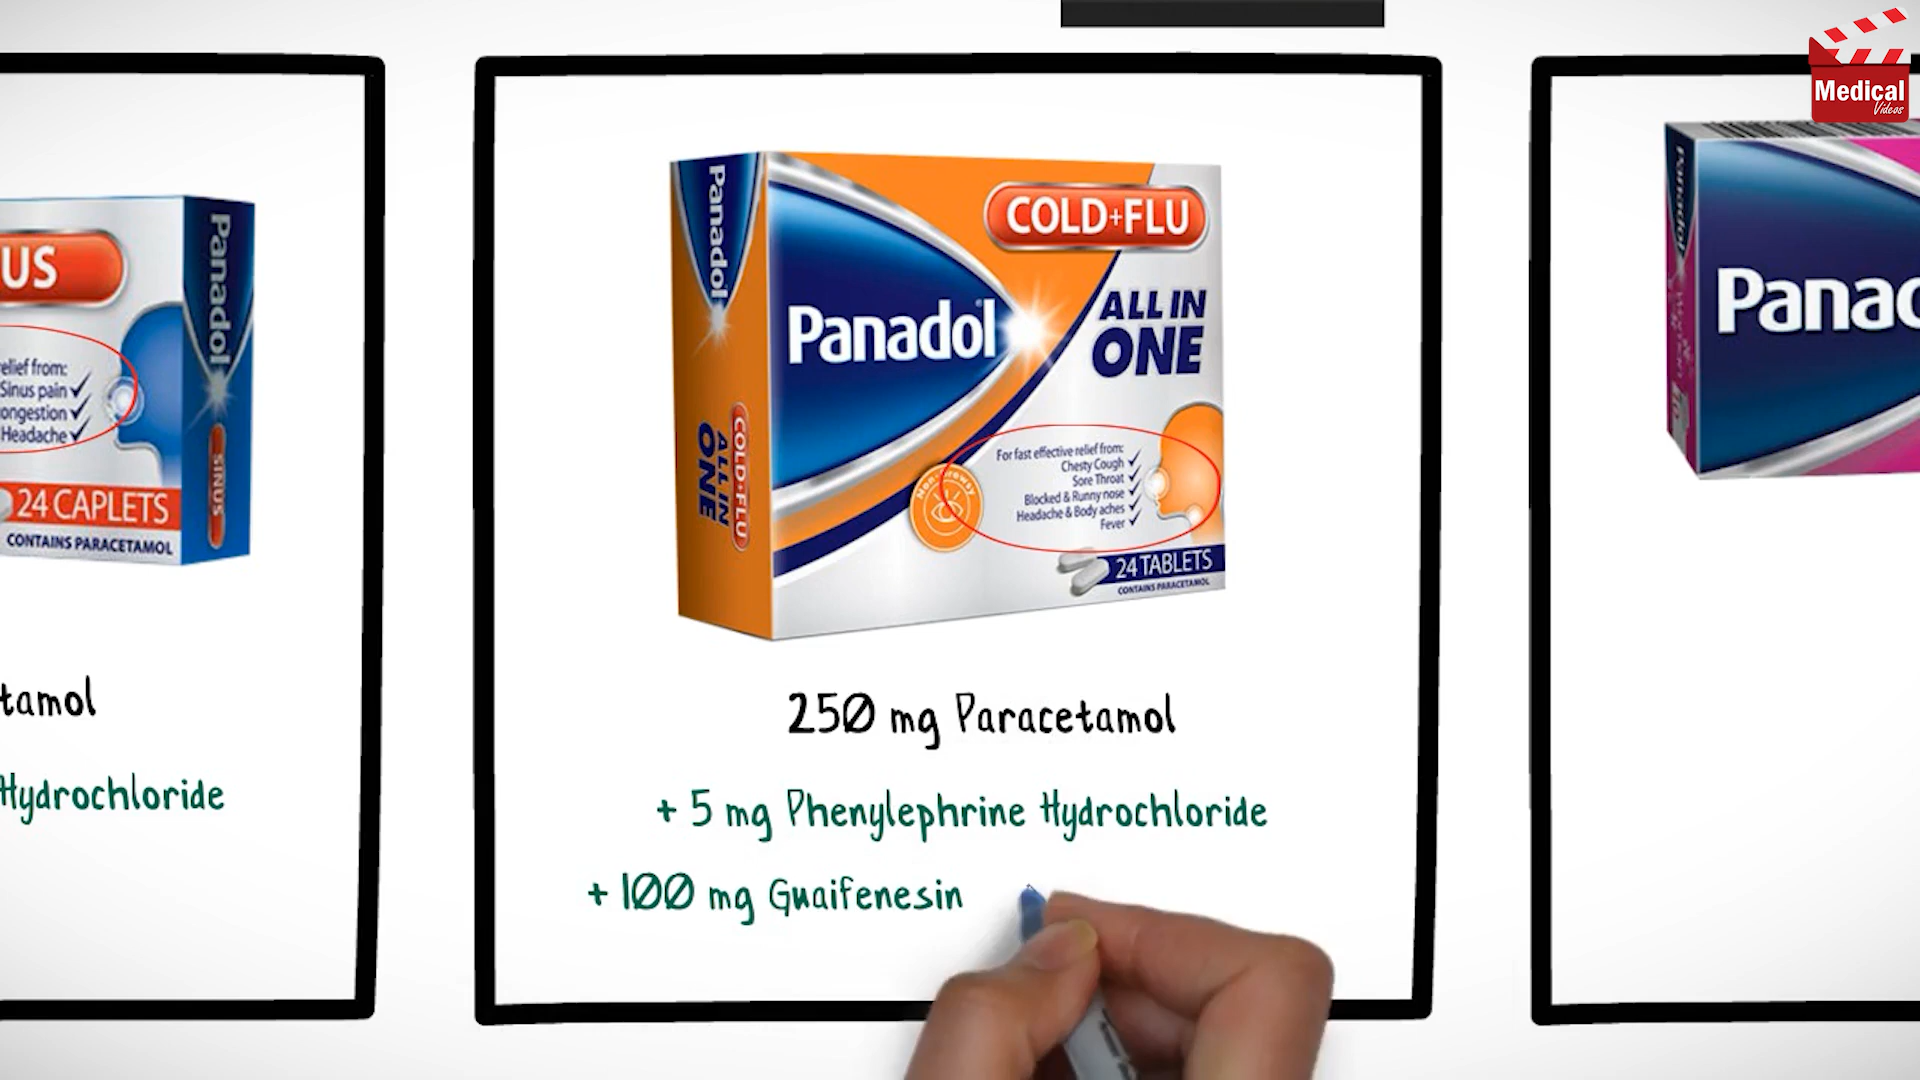 Medical
Videos
US
relief from:
Sinus pain
Headache
24 CAPLETS
CONTAINS PARACETAMOL
Panadol
SINUS
tamol
Hydrochloride
Panadol
COLD+FLU
ALL IN
ONE
COLD+FLU
Panadol
ALL IN
ONE
Non-Drowsy
For fast effective relief from:
Chesty Cough
Sore Throat
Blocked & Runny nose
Headache & Body aches
Fever
24 TABLETS
CONTAINS PARACETAMOL
250 mg Paracetamol
+ 5 mg Phenylephrine Hydrochloride
+ 100 mg Guaifenesin
Panadol
Panad